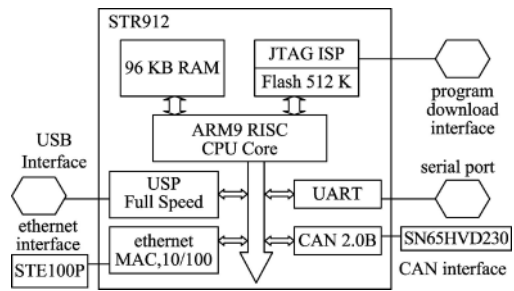 STR912
96 KB RAM
JTAG ISP
Flash 512 K
program
download
interface
ARM9 RISC
CPU Core
USB
Interface
USP
Full Speed
UART
serial port
ethernet
interface
STE100P
ethernet
MAC,10/100
CAN 2.0B
SN65HVD230
CAN interface